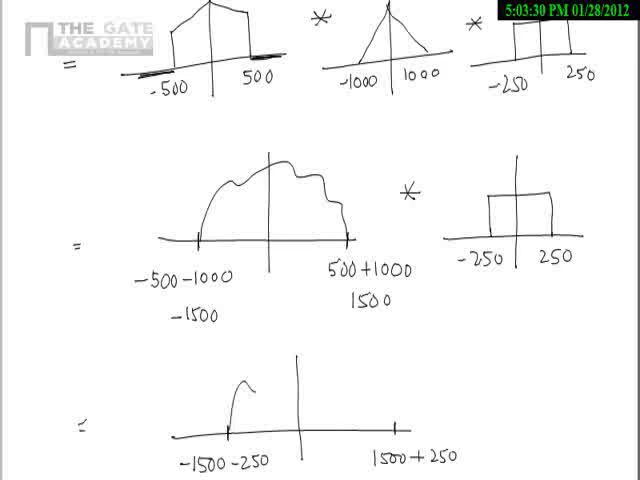 5:03:30 PM 01/28/2012
THE GATE
ACADEMY
= * *
-500 500 -1000 1000 -250 250
= *
-500-1000 500+1000 -250 250
-1500 1500
=
-1500-250 1500+250